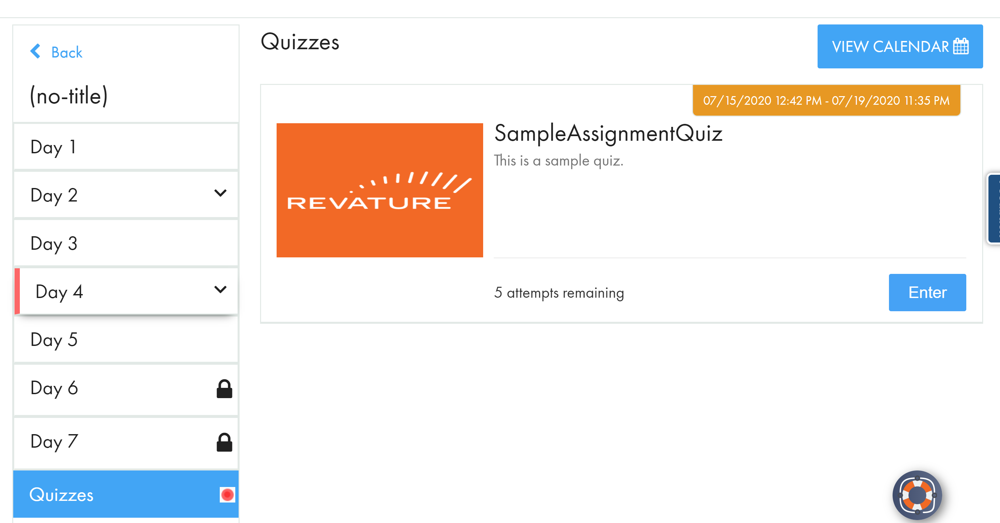 Back
(no-title)
Day 1
Day 2
Day 3
Day 4
Day 5
Day 6
Day 7
Quizzes
Quizzes
VIEW CALENDAR
07/15/2020 12:42 PM - 07/19/2020 11:35 PM
REVATURE
SampleAssignmentQuiz
This is a sample quiz.
5 attempts remaining
Enter